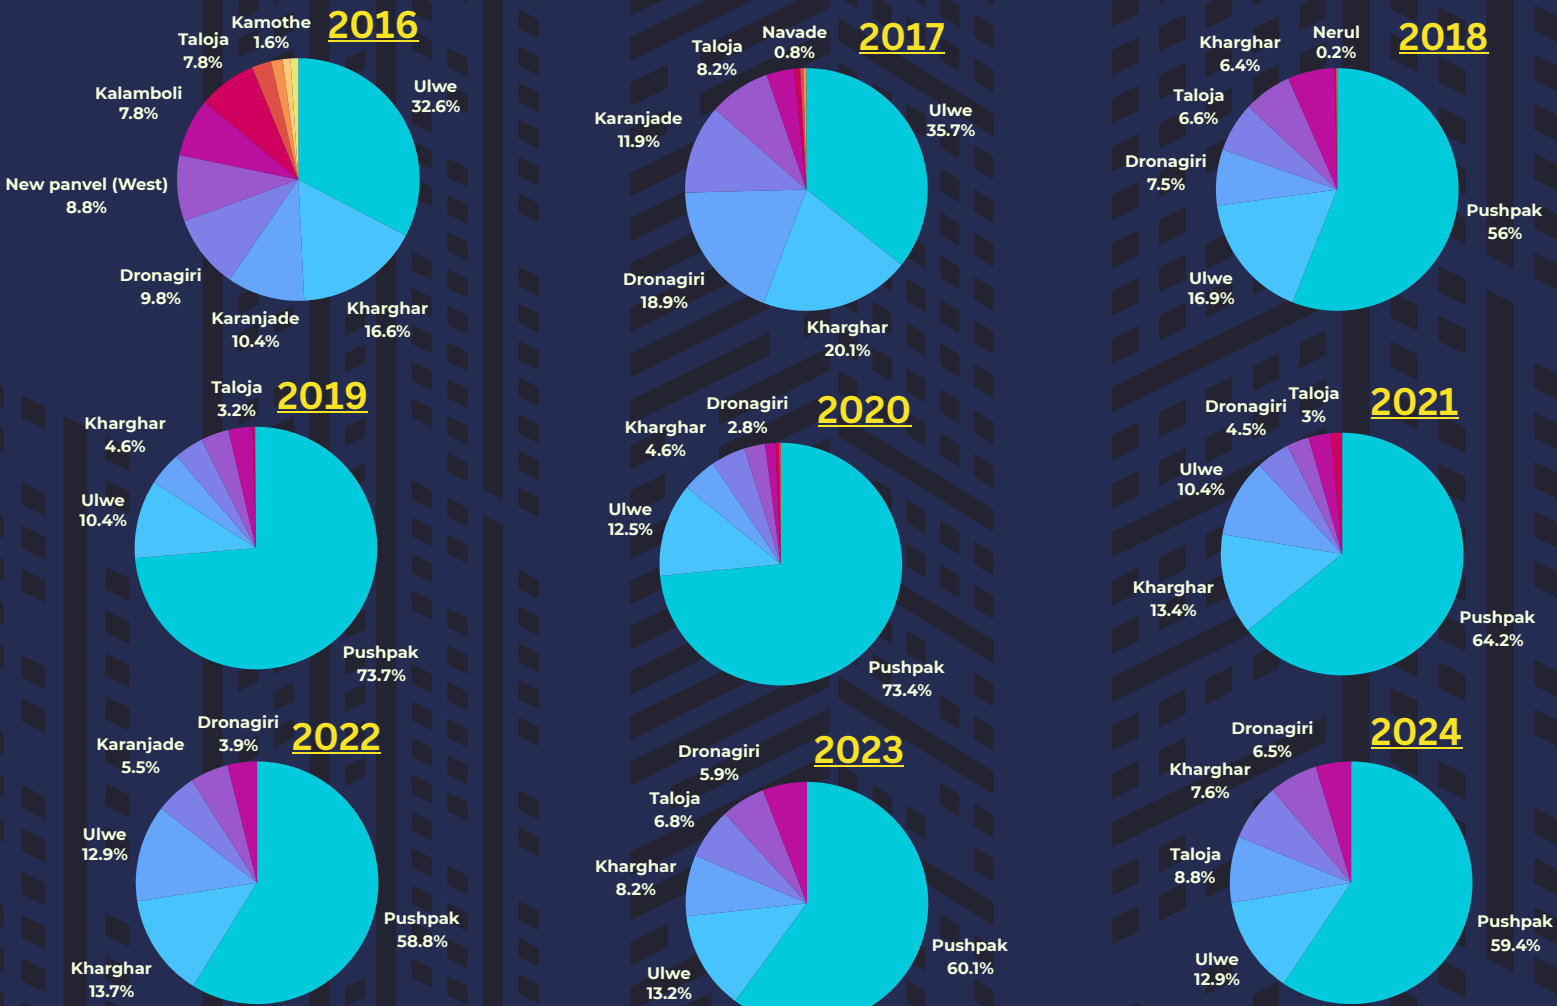 2016
Kamothe
1.6%
Taloja
7.8%
Kalamboli
7.8%
New panvel (West)
8.8%
Dronagiri
9.8%
Karanjade
10.4%
Kharghar
16.6%
Ulwe
32.6%
2017
Navade
0.8%
Taloja
8.2%
Karanjade
11.9%
Dronagiri
18.9%
Kharghar
20.1%
Ulwe
35.7%
2018
Nerul
0.2%
Kharghar
6.4%
Taloja
6.6%
Dronagiri
7.5%
Ulwe
16.9%
Pushpak
56%
2019
Taloja
3.2%
Kharghar
4.6%
Ulwe
10.4%
Pushpak
73.7%
2020
Dronagiri
2.8%
Kharghar
4.6%
Ulwe
12.5%
Pushpak
73.4%
2021
Taloja
3%
Dronagiri
4.5%
Ulwe
10.4%
Kharghar
13.4%
Pushpak
64.2%
2022
Dronagiri
3.9%
Karanjade
5.5%
Ulwe
12.9%
Kharghar
13.7%
Pushpak
58.8%
2023
Dronagiri
5.9%
Taloja
6.8%
Kharghar
8.2%
Ulwe
13.2%
Pushpak
60.1%
2024
Dronagiri
6.5%
Kharghar
7.6%
Taloja
8.8%
Ulwe
12.9%
Pushpak
59.4%